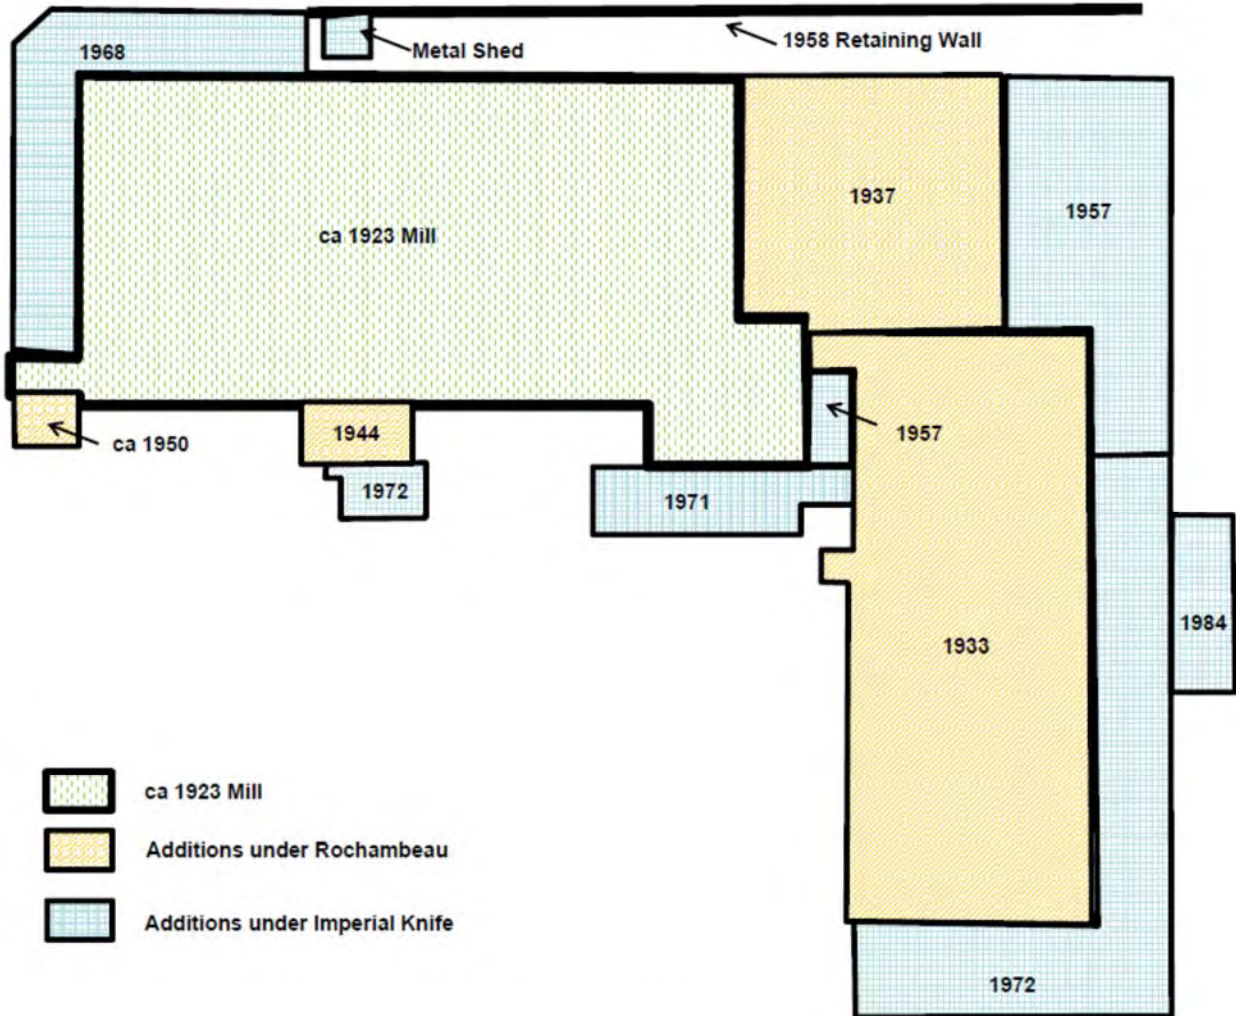 1968
Metal Shed
1958 Retaining Wall
1937
1957
ca 1923 Mill
1957
ca 1950
1944
1972
1971
1984
1933
ca 1923 Mill
Additions under Rochambeau
Additions under Imperial Knife
1972